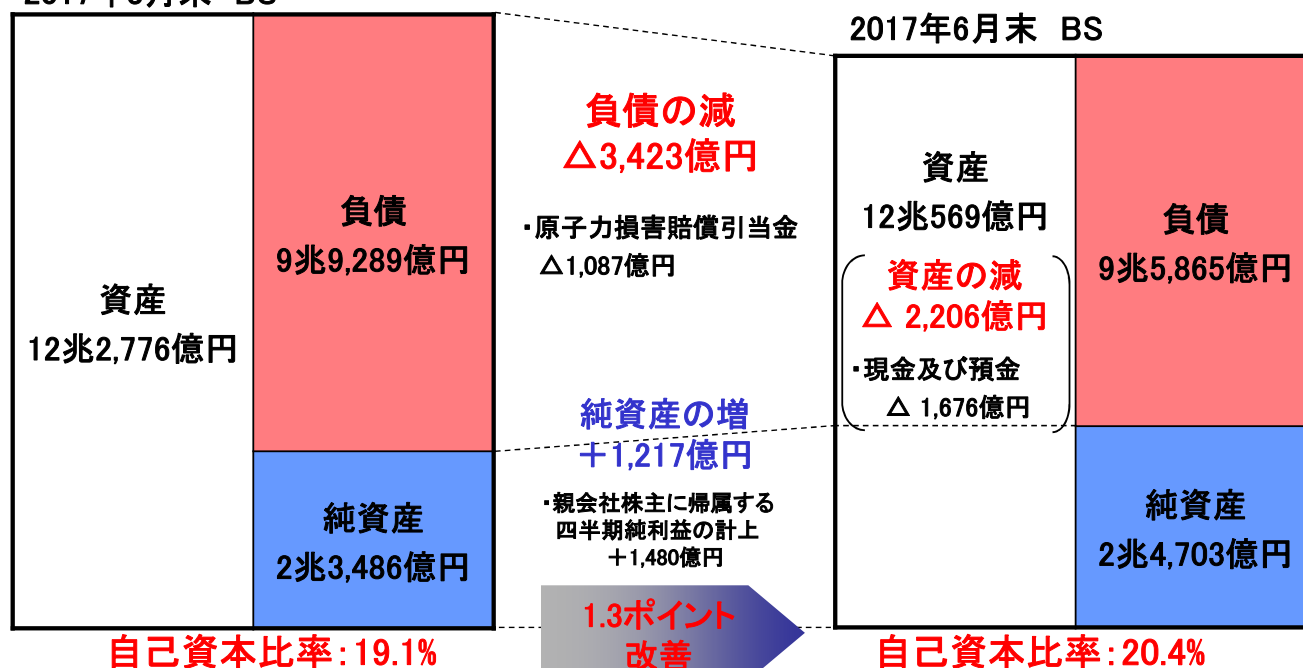 2017年6月末 BS
負債の減
△3,423億円
・原子力損害賠償引当金
△1,087億円
負債
9兆9,289億円
資産
12兆2,776億円
純資産
2兆3,486億円
自己資本比率：19.1%
純資産の増
＋1,217億円
・親会社株主に帰属する
四半期純利益の計上
＋1,480億円
1.3ポイント
改善
資産
12兆569億円
資産の減
△ 2,206億円
・現金及び預金
△ 1,676億円
負債
9兆5,865億円
純資産
2兆4,703億円
自己資本比率：20.4%